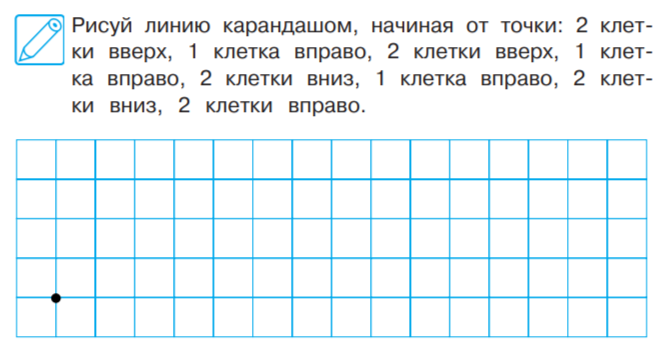 Рисуй линию карандашом, начиная от точки: 2 клет-
ки вверх, 1 клетка вправо, 2 клетки вверх, 1 клет-
ка вправо, 2 клетки вниз, 1 клетка вправо, 2 клет-
ки вниз, 2 клетки вправо.